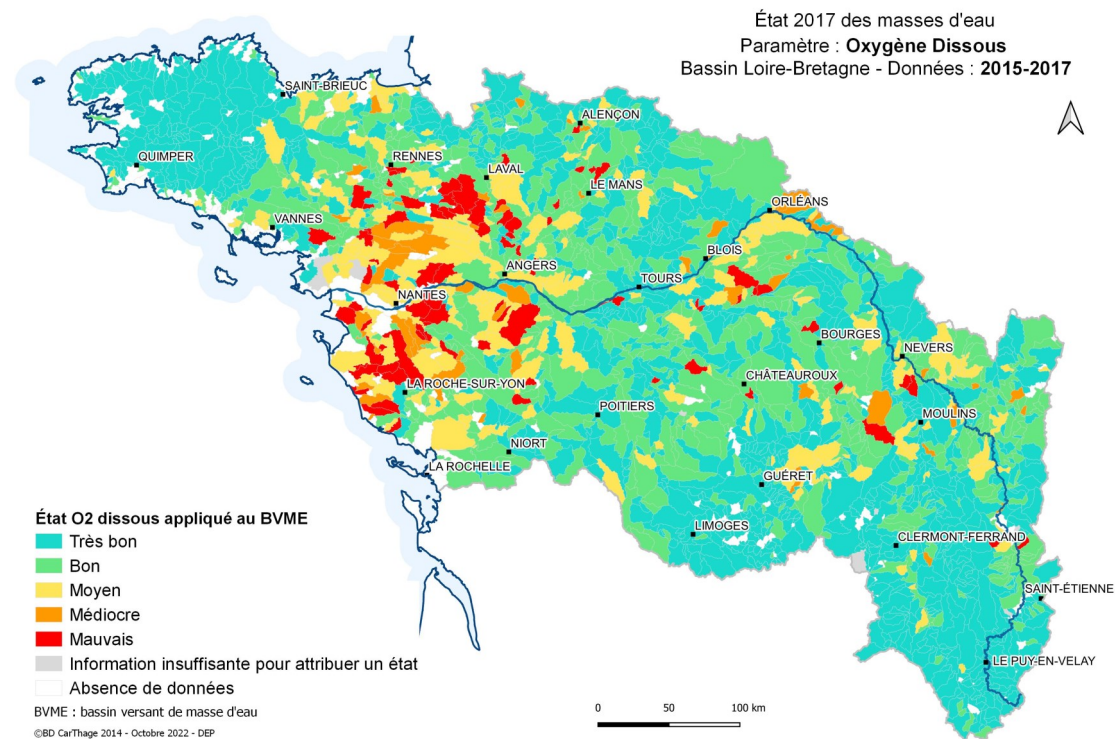 État 2017 des masses d'eau
Paramètre : Oxygène Dissous
Bassin Loire-Bretagne - Données : 2015-2017
SAINT-BRIEUC
ALENÇON
QUIMPER
RENNES
LAVAL
LE MANS
ORLÉANS
VANNES
BLOIS
ANGERS
TOURS
NANTES
BOURGES
NEVERS
CHÂTEAUROUX
LA ROCHE-SUR-YON
POITIERS
MOULINS
NIORT
LA ROCHELLE
GUÉRET
LIMOGES
CLERMONT-FERRAND
SAINT-ÉTIENNE
LE PUY-EN-VELAY
État O2 dissous appliqué au BVME
Très bon
Bon
Moyen
Médiocre
Mauvais
Information insuffisante pour attribuer un état
Absence de données
BVME : bassin versant de masse d'eau
©BD CarThage 2014 - Octobre 2022 - DEP
0 50 100 km